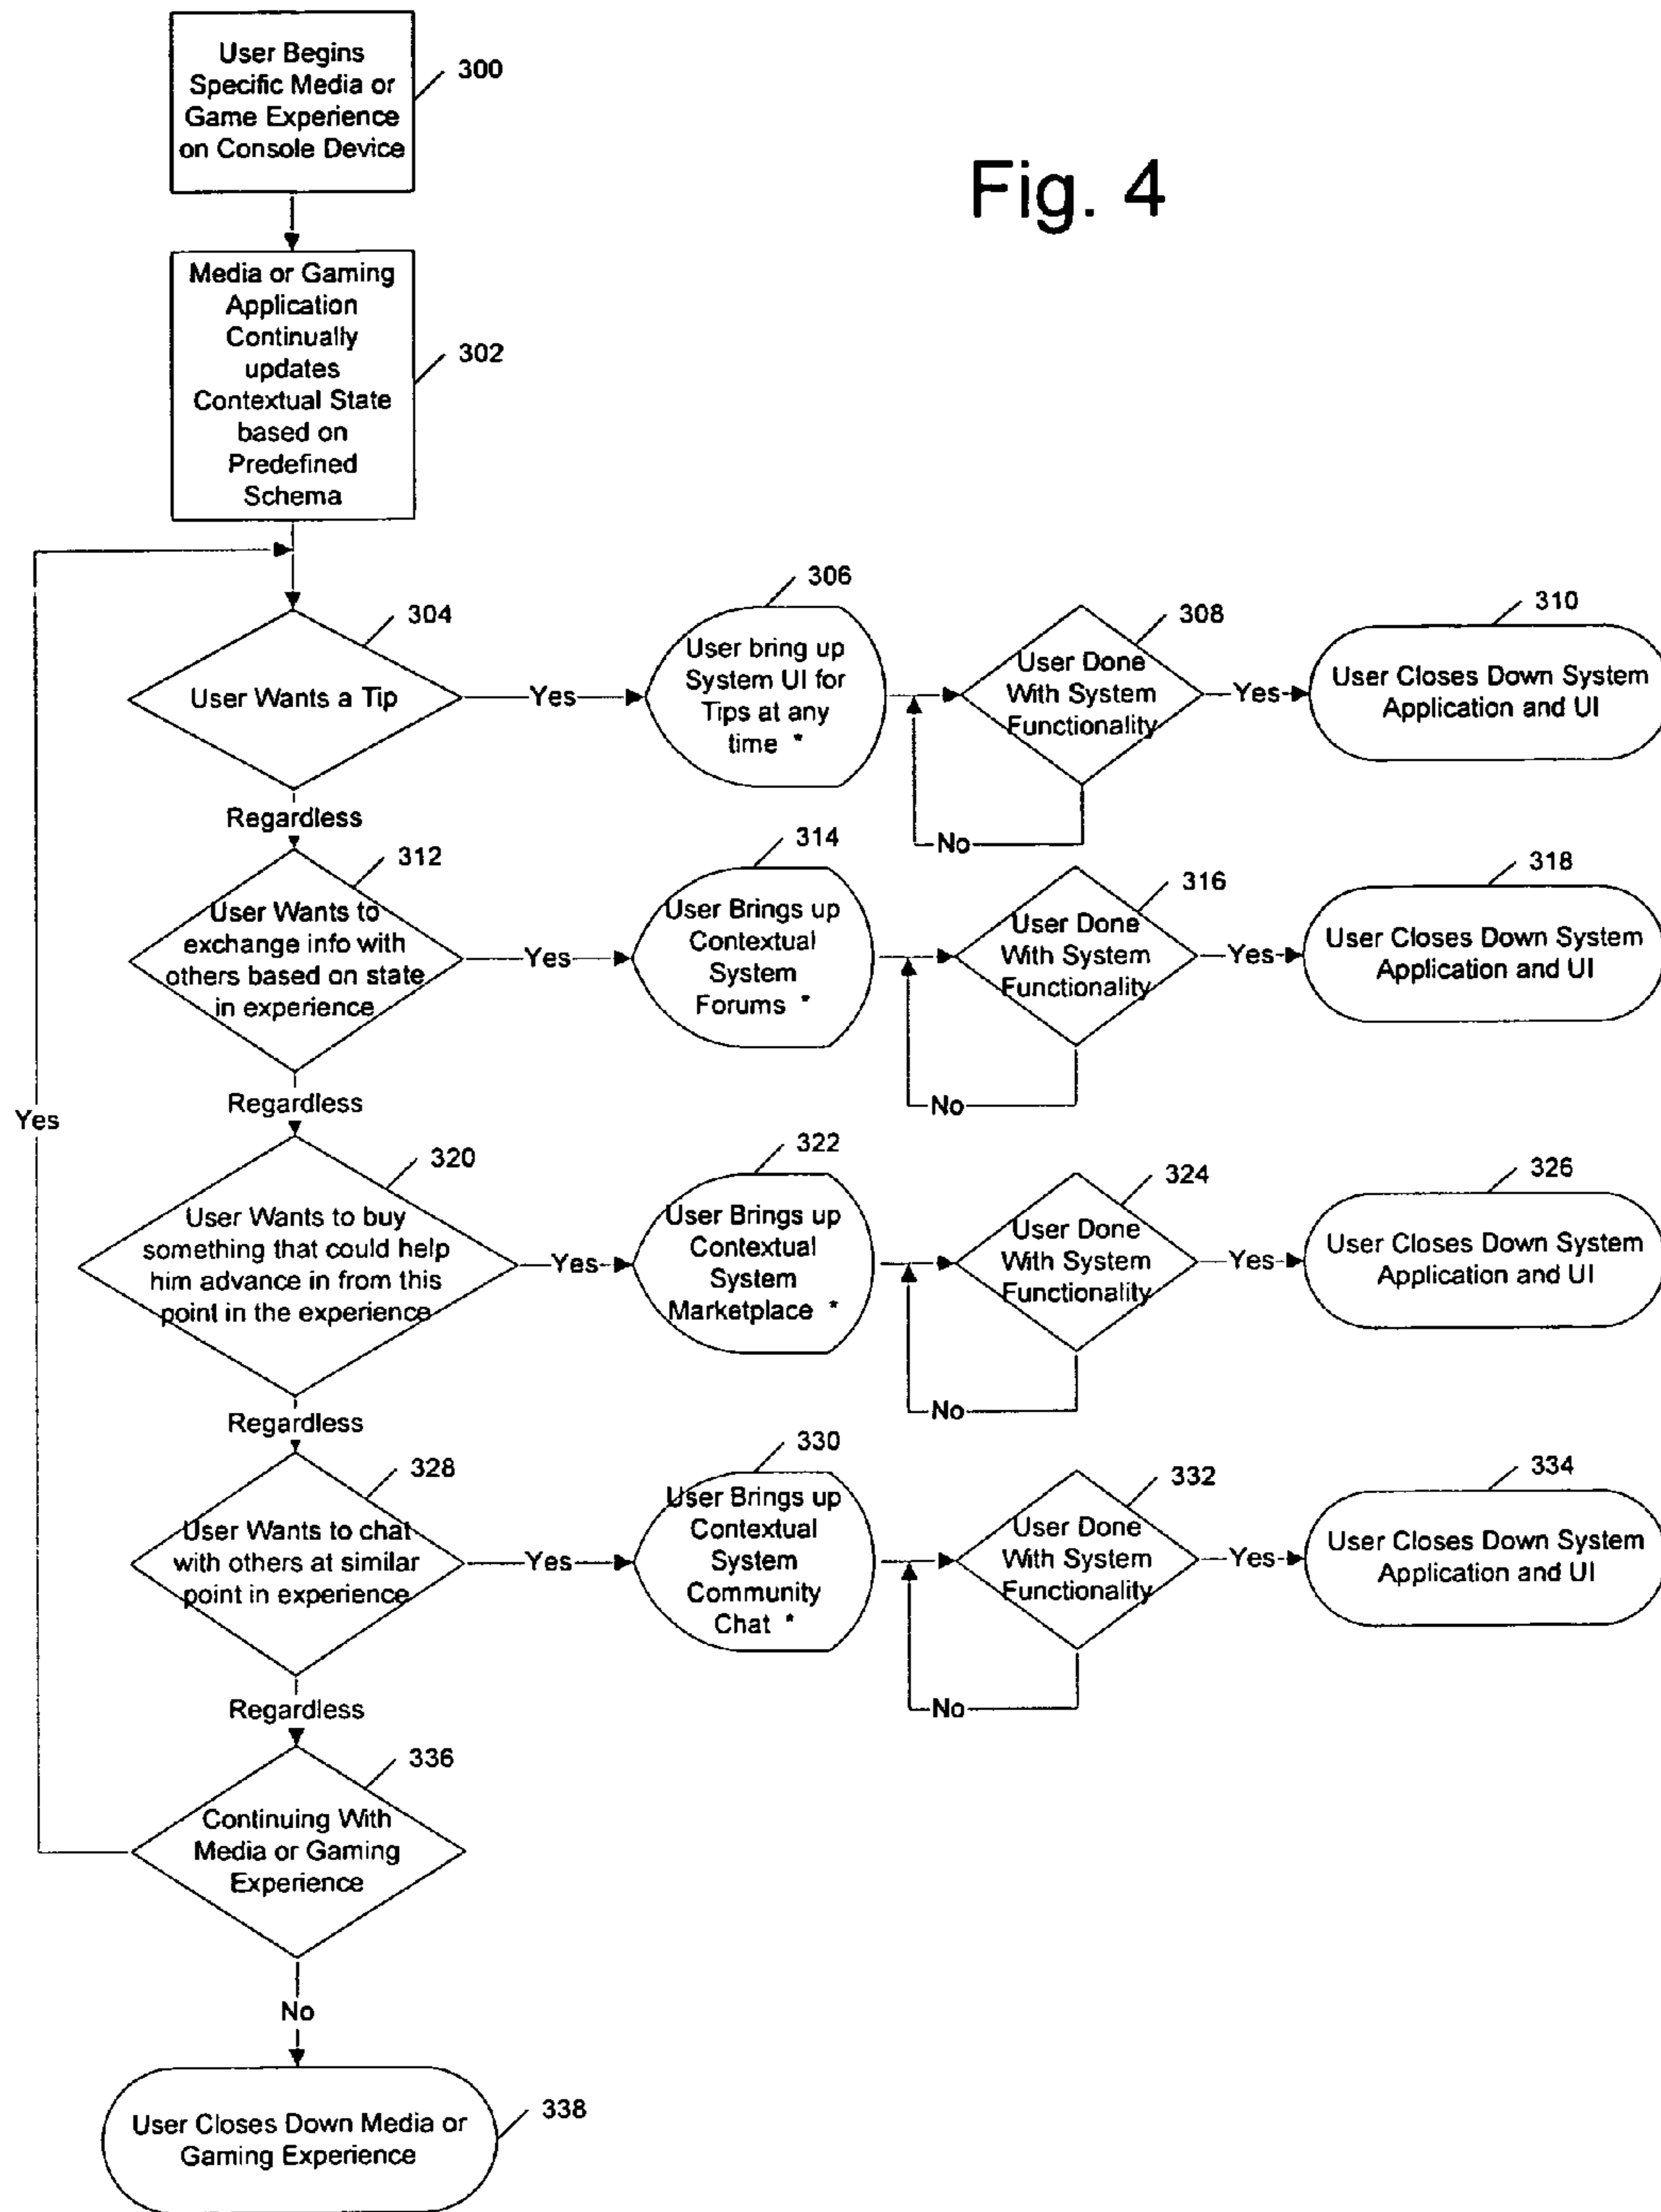 User Begins
Specific Media or
Game Experience
on Console Device
300
Fig. 4
Media or Gaming
Application
Continually
updates
Contextual State
based on
Predefined
Schema
302
User Wants a Tip
304
Yes
User bring up
System UI for
Tips at any
time *
306
User Done
With System
Functionality
308
Yes
No
User Closes Down System
Application and UI
310
Regardless
User Wants to
exchange info with
others based on state
in experience
312
Yes
User Brings up
Contextual
System
Forums *
314
User Done
With System
Functionality
316
Yes
No
User Closes Down System
Application and UI
318
Regardless
Yes
User Wants to buy
something that could help
him advance in from this
point in the experience
320
Yes
User Brings up
Contextual
System
Marketplace *
322
User Done
With System
Functionality
324
Yes
No
User Closes Down System
Application and UI
326
Regardless
User Wants to chat
with others at similar
point in experience
328
Yes
User Brings up
Contextual
System
Community
Chat *
330
User Done
With System
Functionality
332
Yes
No
User Closes Down System
Application and UI
334
Regardless
Continuing With
Media or Gaming
Experience
336
No
User Closes Down Media or
Gaming Experience
338